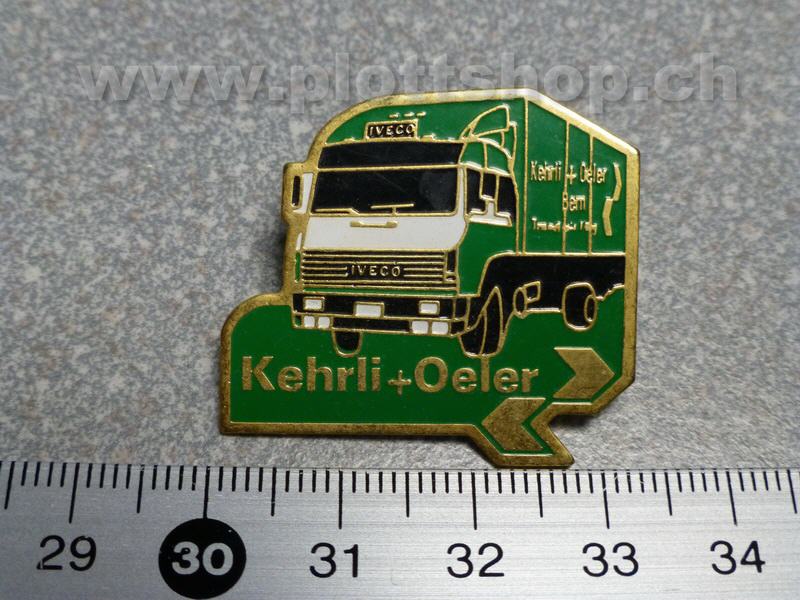 www.plottshop.ch
IVECO
Kehrli + Oeler
Bern
IVECO
Kehrli + Oeler
29 30 31 32 33 34